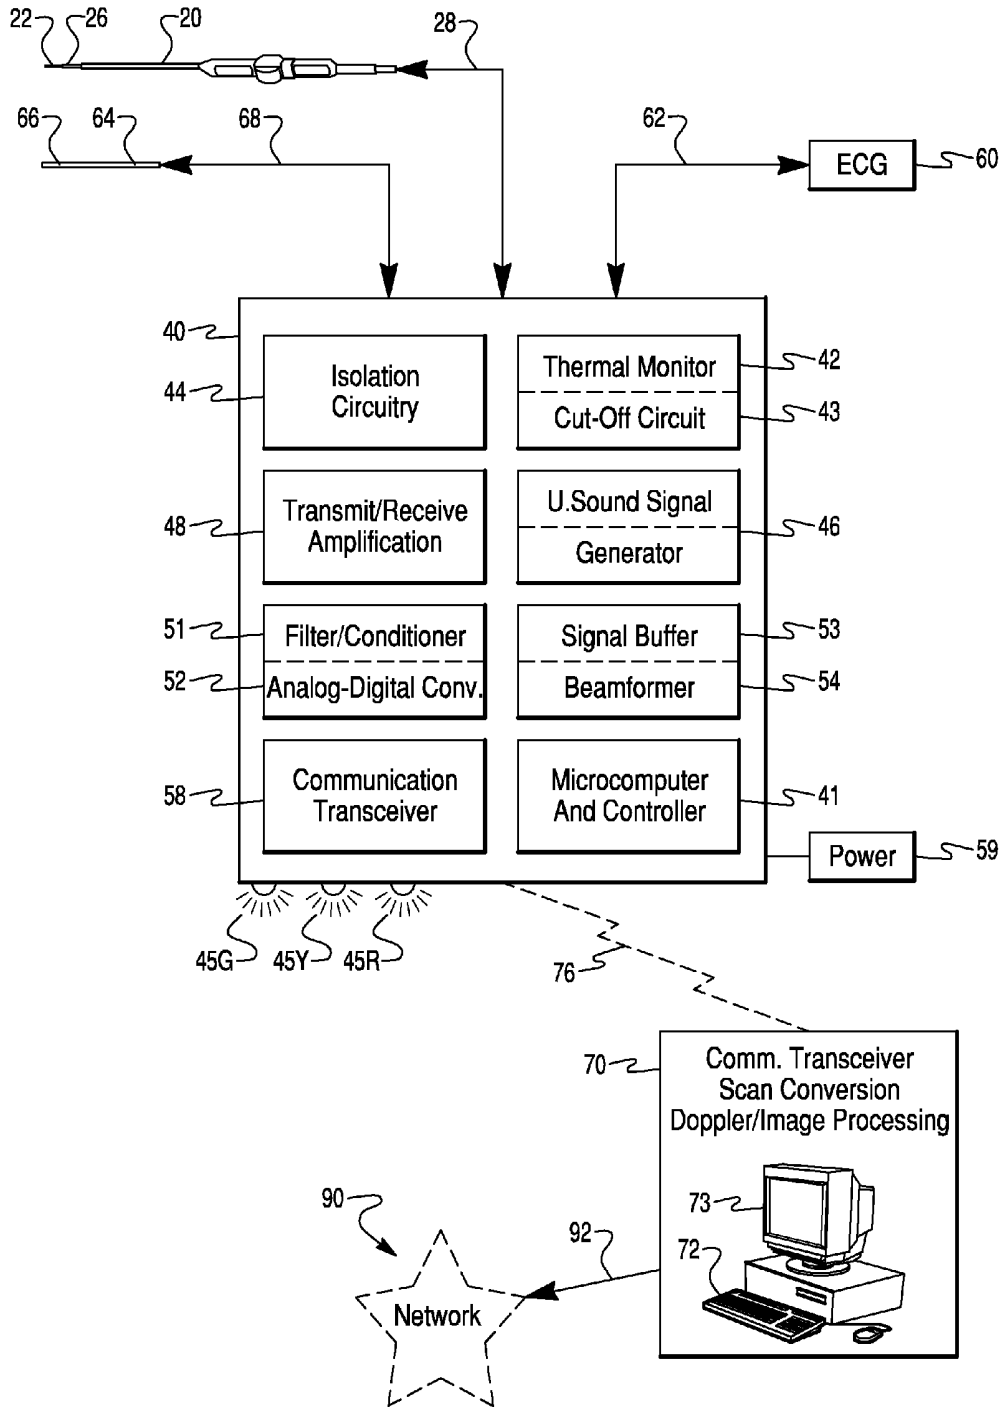 22 26 20 28
66 64 68 62
ECG 60
40
Isolation
Circuitry
44
Thermal Monitor 42
Cut-Off Circuit 43
Transmit/Receive
Amplification
48
U.Sound Signal
Generator
46
51 Filter/Conditioner
52 Analog-Digital Conv.
Signal Buffer 53
Beamformer 54
58
Communication
Transceiver
Microcomputer
And Controller
41
Power 59
45G 45Y 45R
76
70
Comm. Transceiver
Scan Conversion
Doppler/Image Processing
73
72
90
92
Network